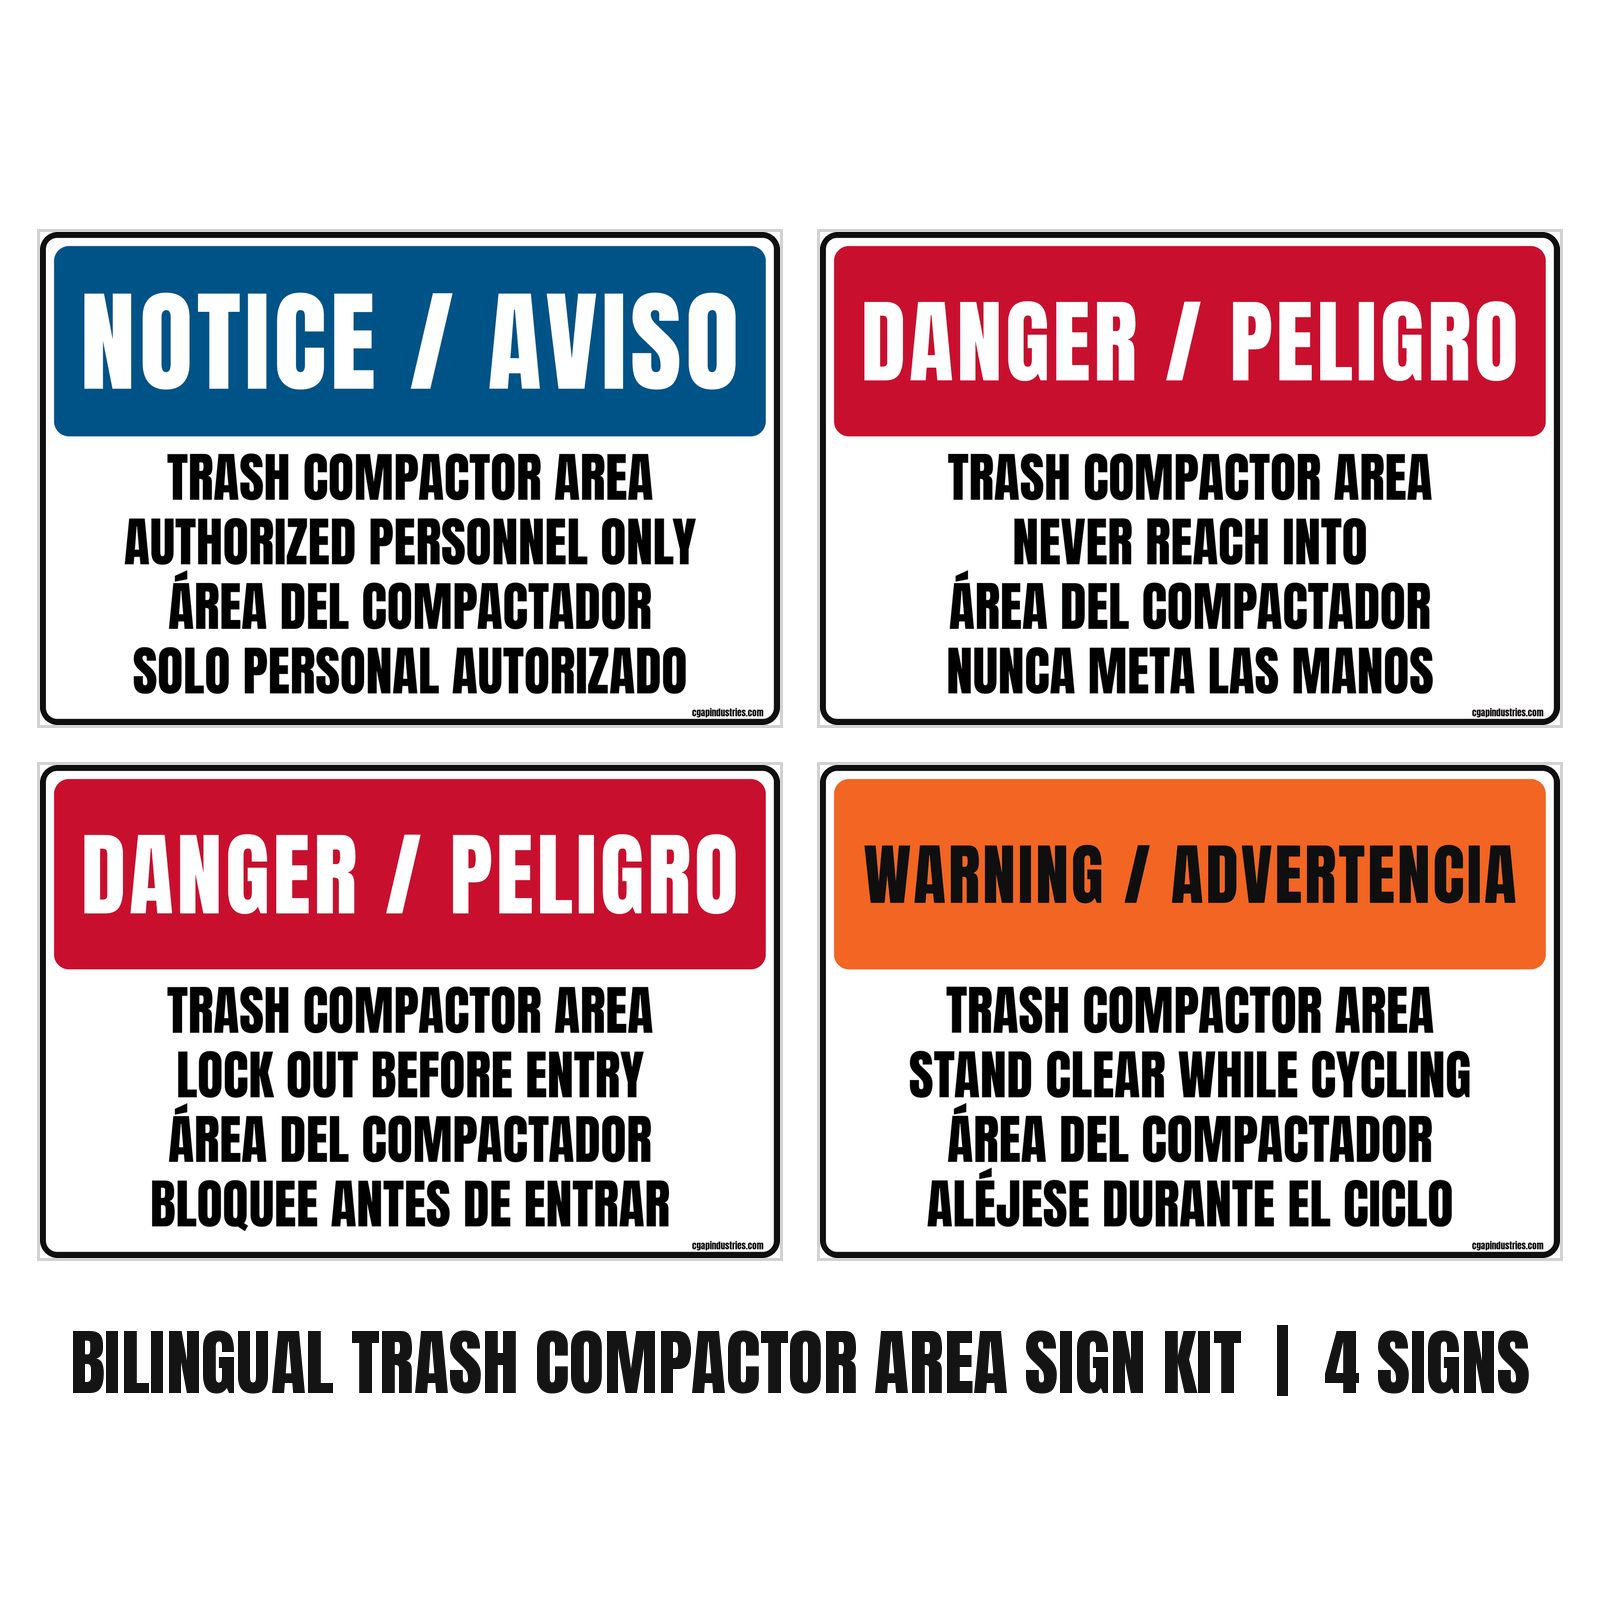 NOTICE / AVISO
TRASH COMPACTOR AREA
AUTHORIZED PERSONNEL ONLY
ÁREA DEL COMPACTADOR
SOLO PERSONAL AUTORIZADO
cgapindustries.com
DANGER / PELIGRO
TRASH COMPACTOR AREA
NEVER REACH INTO
ÁREA DEL COMPACTADOR
NUNCA META LAS MANOS
cgapindustries.com
DANGER / PELIGRO
TRASH COMPACTOR AREA
LOCK OUT BEFORE ENTRY
ÁREA DEL COMPACTADOR
BLOQUEE ANTES DE ENTRAR
cgapindustries.com
WARNING / ADVERTENCIA
TRASH COMPACTOR AREA
STAND CLEAR WHILE CYCLING
ÁREA DEL COMPACTADOR
ALÉJESE DURANTE EL CICLO
cgapindustries.com
BILINGUAL TRASH COMPACTOR AREA SIGN KIT | 4 SIGNS